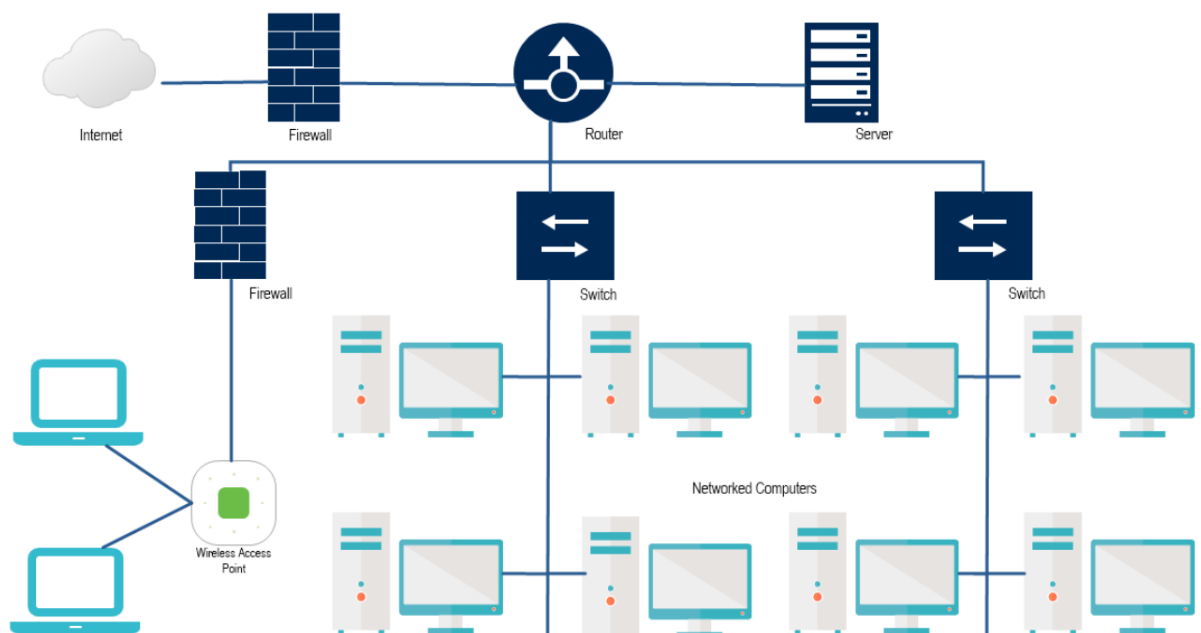 Internet
Firewall
Router
Server
Firewall
Switch
Switch
Networked Computers
Wireless Access
Point